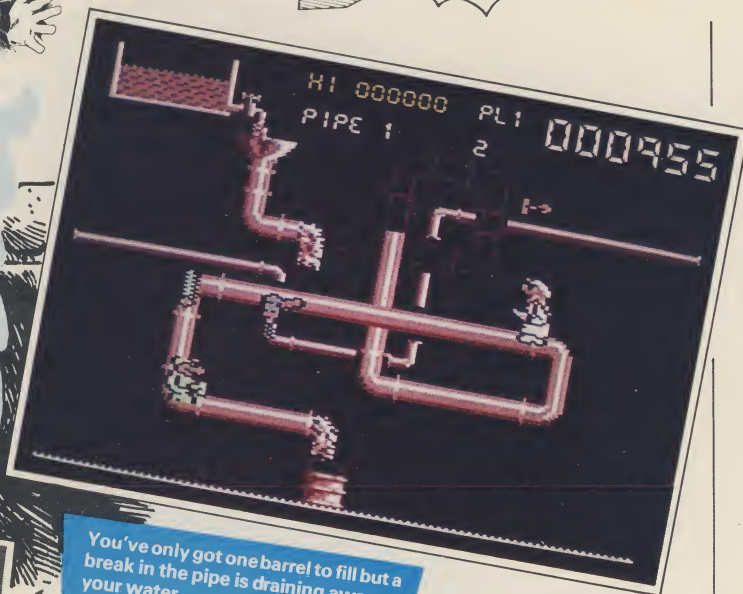 HI 000000 PL1 000955
PIPE 1 2
You've only got one barrel to fill but a
break in the pipe is draining
your water